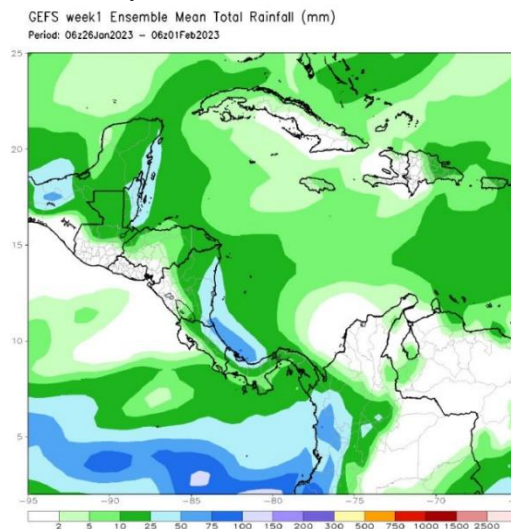 GEFS week1 Ensemble Mean Total Rainfall (mm)
Period: 06z26Jan2023 – 06z01Feb2023
25
20
15
10
5
-95 -90 -85 -80 -75 -70
2 5 10 25 50 75 100 150 200 300 500 750 1000 1500 2500